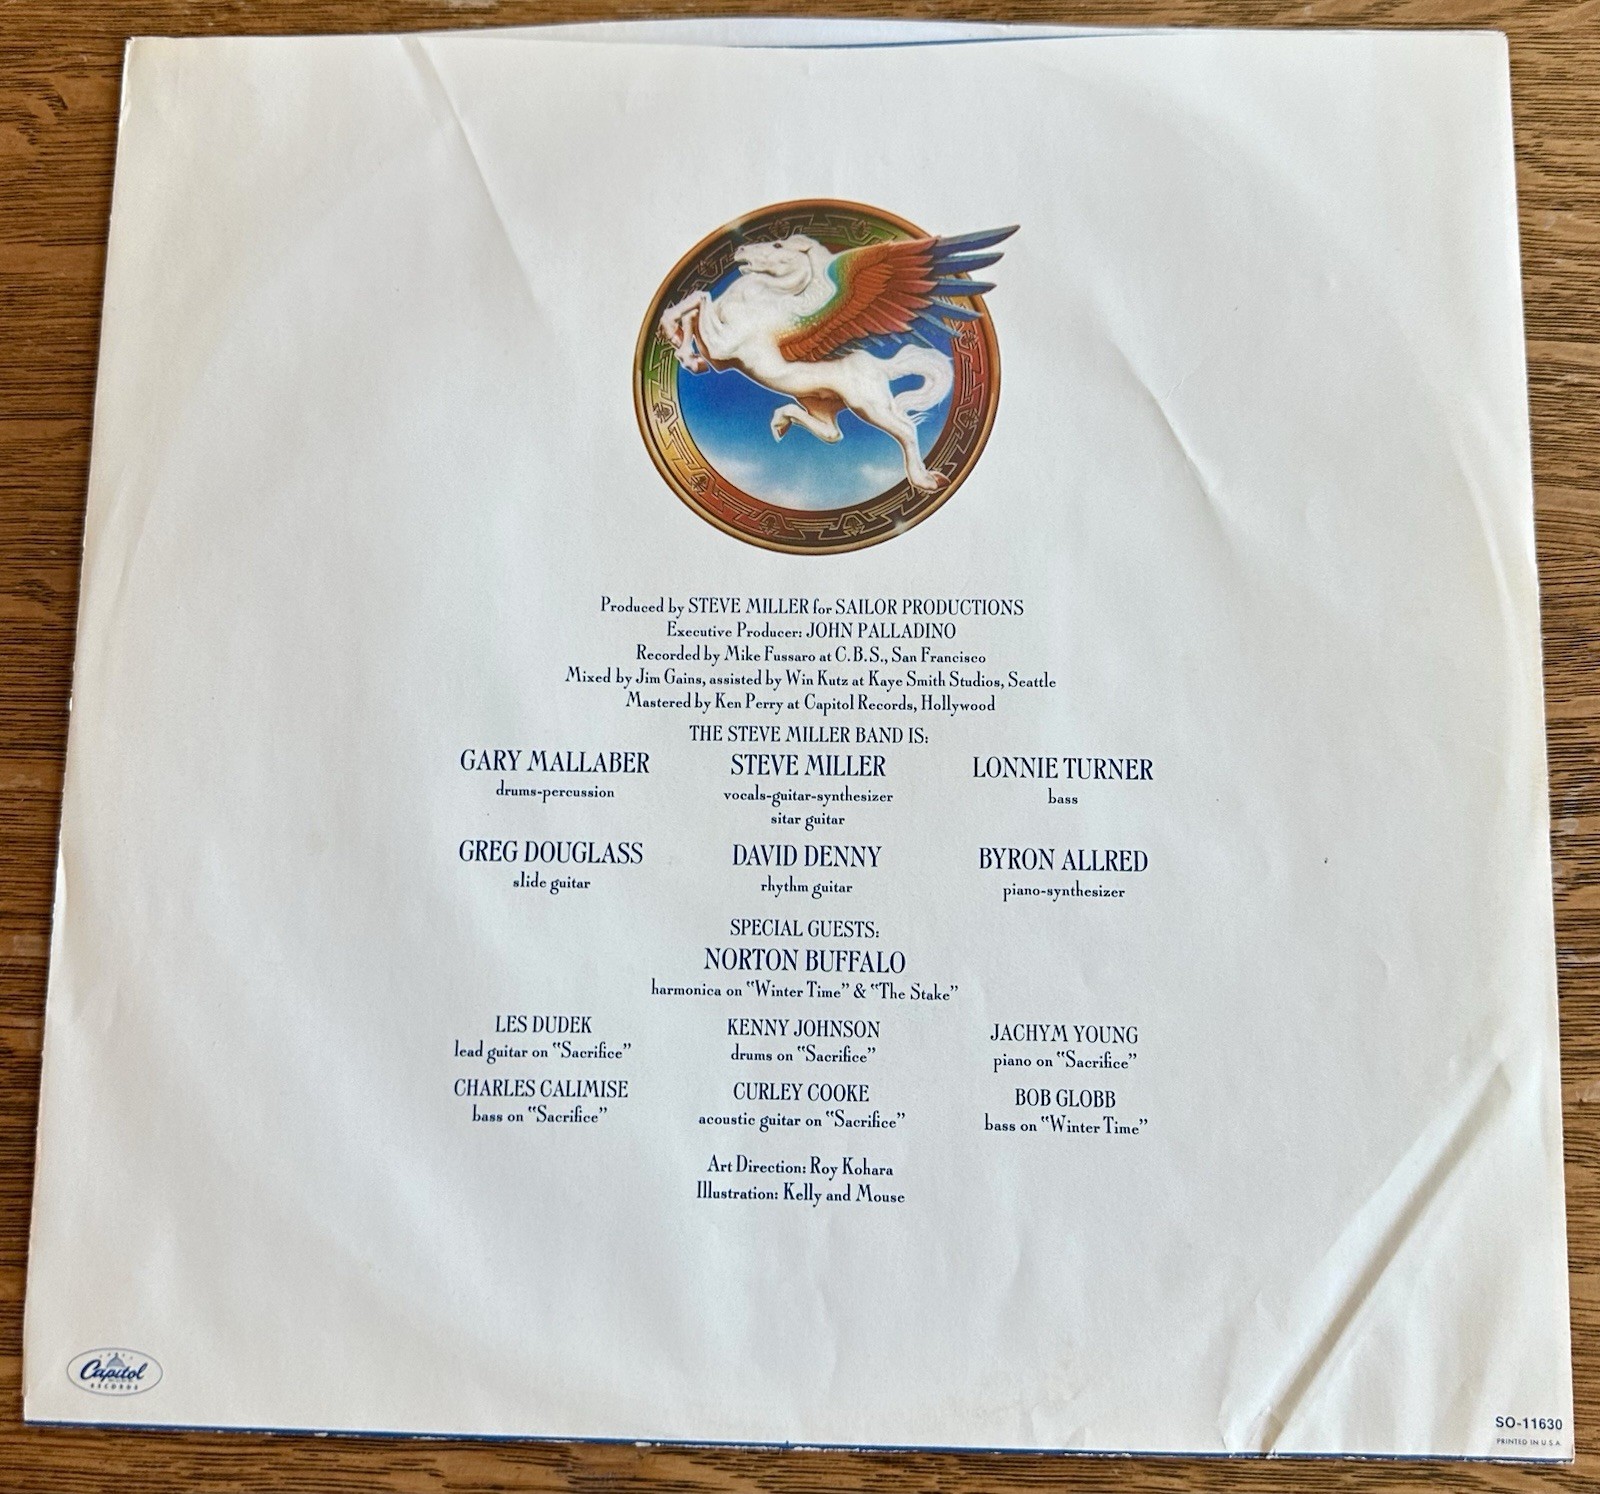 Produced by STEVE MILLER for SAILOR PRODUCTIONS
Executive Producer: JOHN PALLADINO
Recorded by Mike Fussaro at C.B.S., San Francisco
Mixed by Jim Gains, assisted by Win Kutz at Kaye Smith Studios, Seattle
Mastered by Ken Perry at Capitol Records, Hollywood
THE STEVE MILLER BAND IS:
GARY MALLABER
drums-percussion
STEVE MILLER
vocals-guitar-synthesizer
sitar guitar
LONNIE TURNER
bass
GREG DOUGLASS
slide guitar
DAVID DENNY
rhythm guitar
BYRON ALLRED
piano-synthesizer
SPECIAL GUESTS:
NORTON BUFFALO
harmonica on "Winter Time" & "The Stake"
LES DUDEK
lead guitar on "Sacrifice"
KENNY JOHNSON
drums on "Sacrifice"
JACHYM YOUNG
piano on "Sacrifice"
CHARLES CALIMISE
bass on "Sacrifice"
CURLEY COOKE
acoustic guitar on "Sacrifice"
BOB GLOBB
bass on "Winter Time"
Art Direction: Roy Kohara
Illustration: Kelly and Mouse
Capitol
RECORDS
SO-11630
PRINTED IN U.S.A.